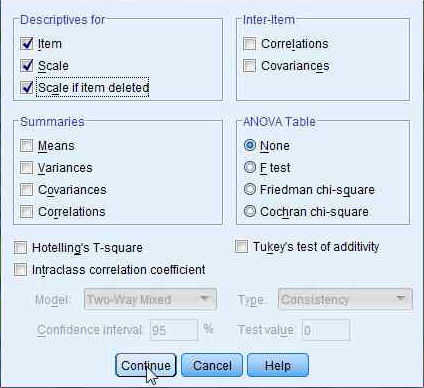 Descriptives for
Item
Scale
Scale if item deleted
Inter-Item
Correlations
Covariances
Summaries
Means
Variances
Covariances
Correlations
ANOVA Table
None
F test
Friedman chi-square
Cochran chi-square
Hotelling's T-square
Tukey's test of additivity
Intraclass correlation coefficient
Model: Two-Way Mixed Type: Consistency
Confidence interval: 95 % Test value: 0
Continue Cancel Help